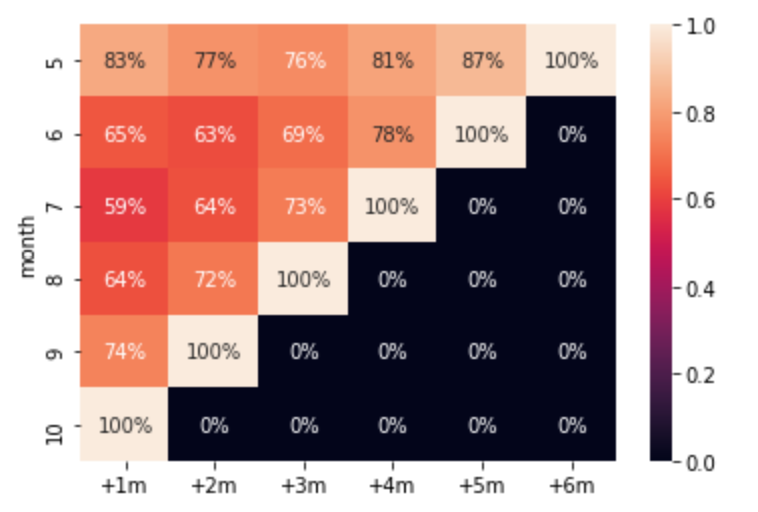 5 83% 77% 76% 81% 87% 100% 1.0
6 65% 63% 69% 78% 100% 0% 0.8
7 59% 64% 73% 100% 0% 0% 0.6
month
8 64% 72% 100% 0% 0% 0% 0.4
9 74% 100% 0% 0% 0% 0% 0.2
10 100% 0% 0% 0% 0% 0% 0.0
+1m +2m +3m +4m +5m +6m